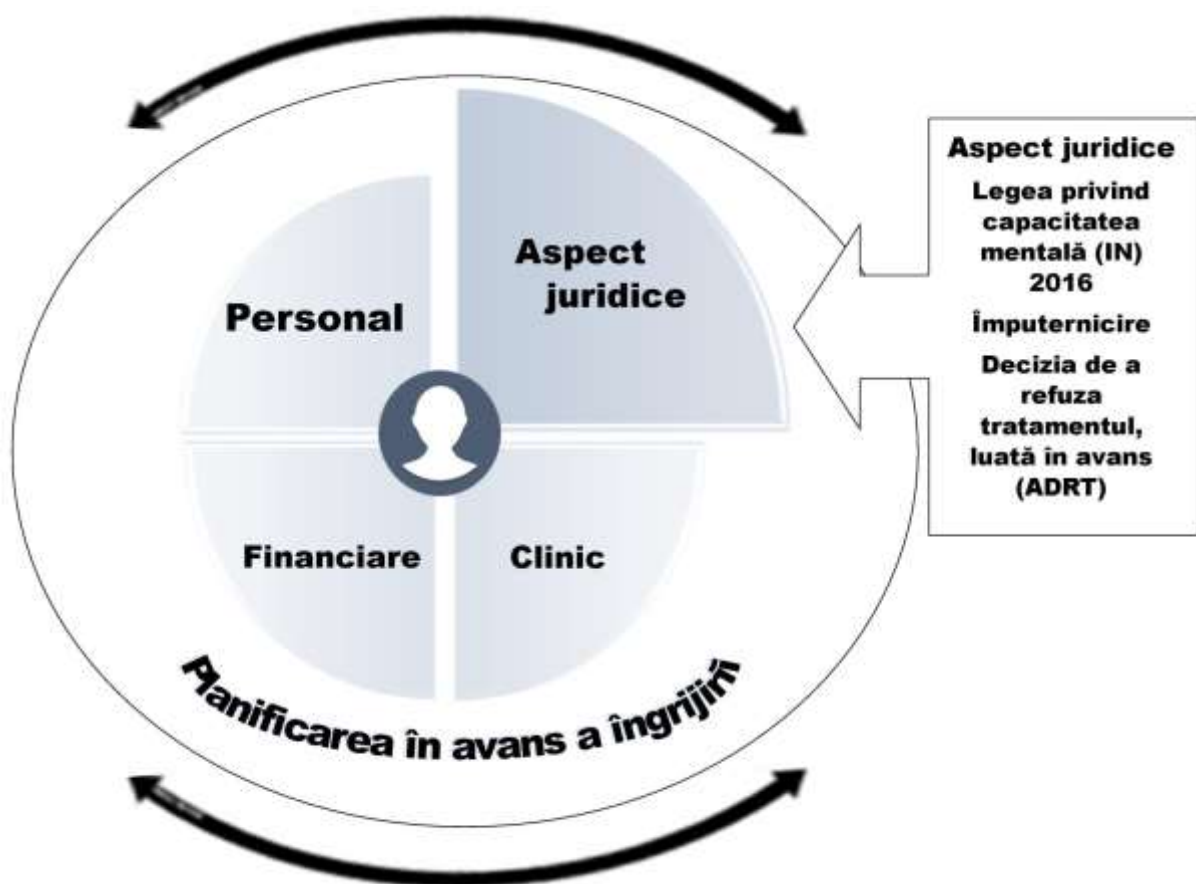 Personal
Aspect
juridice
Financiare
Clinic
Planificarea în avans a îngrijirii
Aspect juridice
Legea privind
capacitatea
mentală (IN)
2016
Împuternicire
Decizia de a
refuza
tratamentul,
luată în avans
(ADRT)